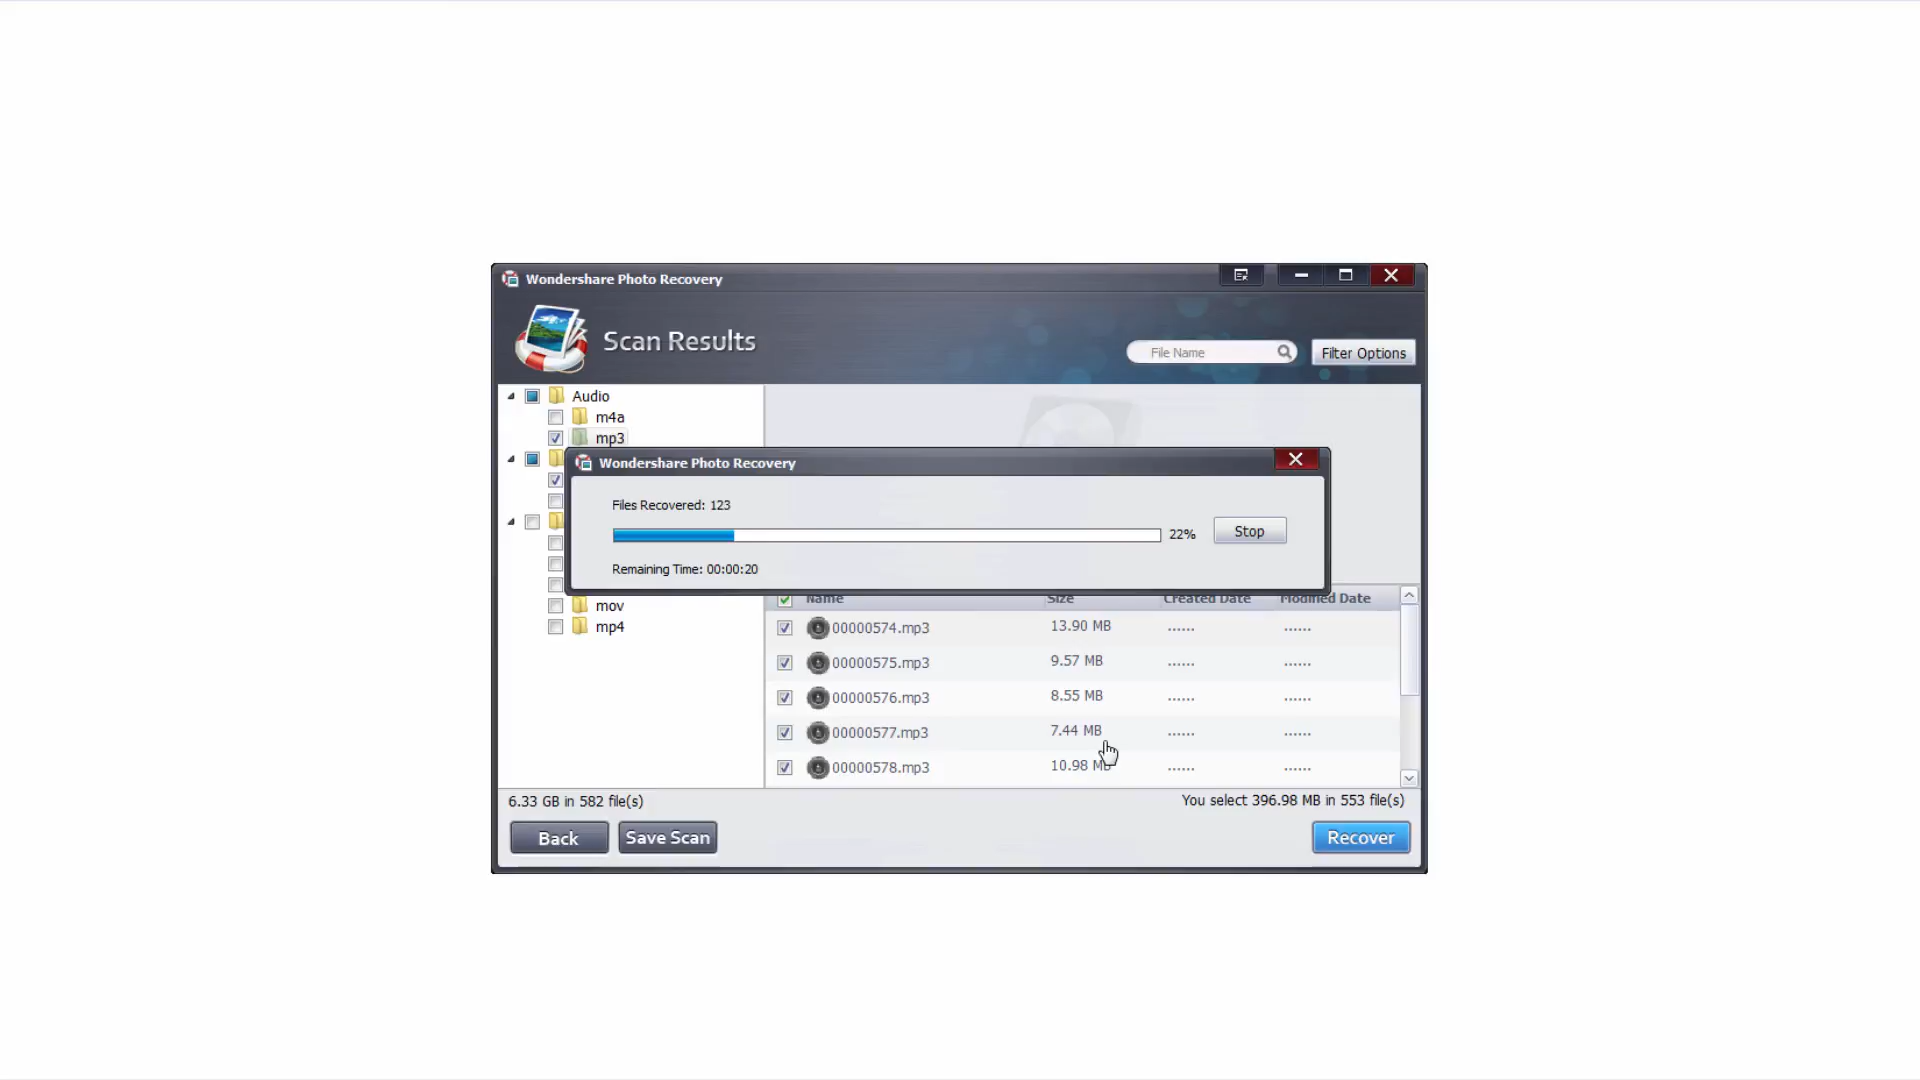 Wondershare Photo Recovery
Scan Results
File Name
Filter Options
Audio
m4a
mp3
Wondershare Photo Recovery
Files Recovered: 123
22%
Stop
Remaining Time: 00:00:20
mov
mp4
Name Size Created Date Modified Date
00000574.mp3 13.90 MB ...... ......
00000575.mp3 9.57 MB ...... ......
00000576.mp3 8.55 MB ...... ......
00000577.mp3 7.44 MB ...... ......
00000578.mp3 10.98 MB ...... ......
6.33 GB in 582 file(s)
You select 396.98 MB in 553 file(s)
Back
Save Scan
Recover